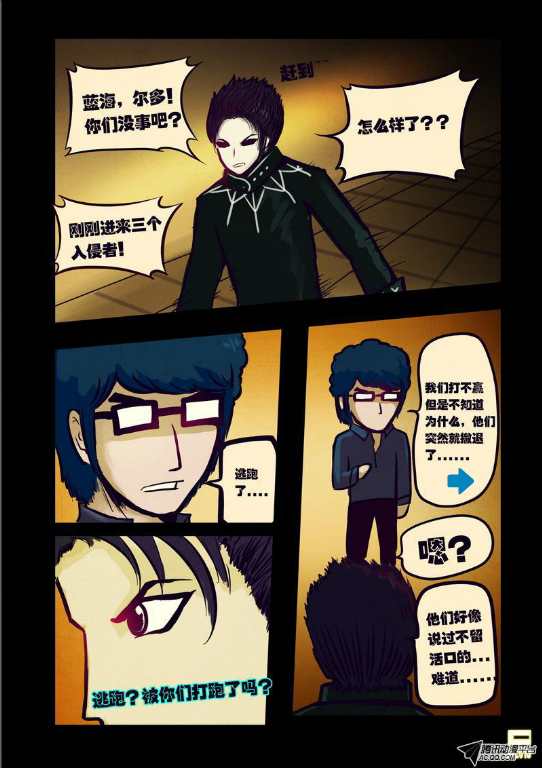 蓝海，尔多！
你们没事吧？
赶到~~
怎么样了？？
刚刚进来三个
入侵者！
逃跑
了....
我们打不赢
但是不知道
为什么，他们
突然就撤退
了......
嗯？
逃跑？被你们打跑了吗？
他们好像
说过不留
活口的...
难道......
腾讯动漫平台
AC.QQ.COM